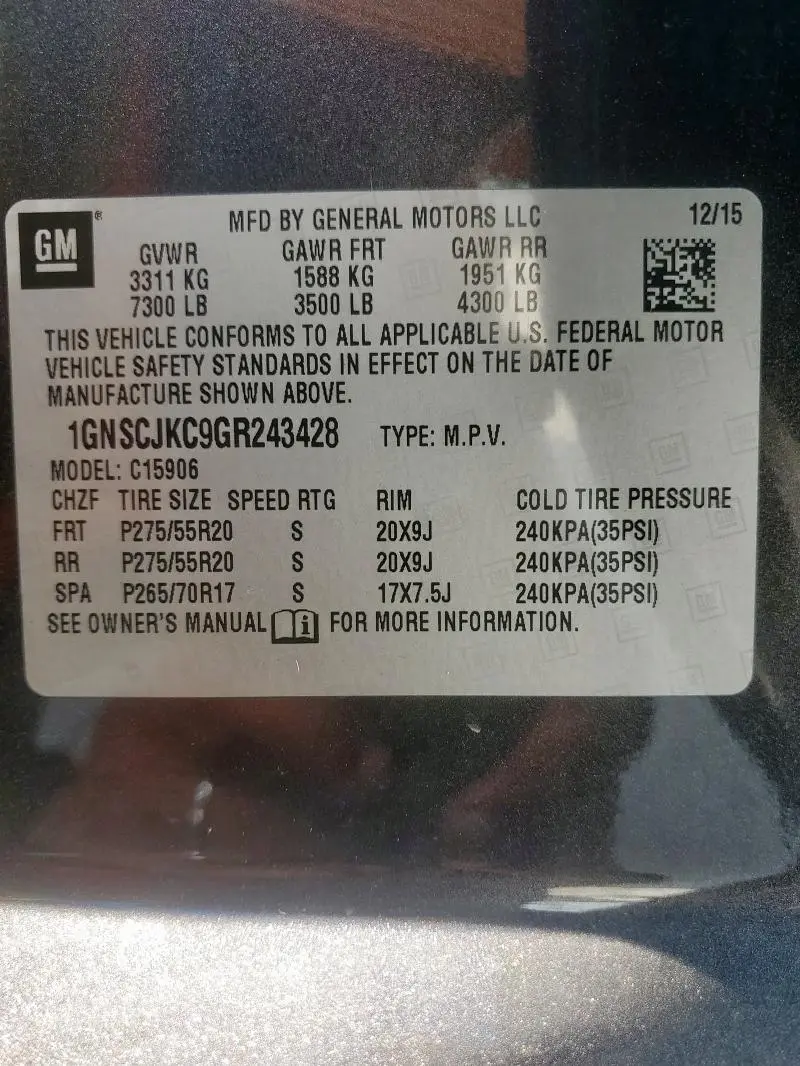 GM ® MFD BY GENERAL MOTORS LLC 12/15
GVWR GAWR FRT GAWR RR
3311 KG 1588 KG 1951 KG
7300 LB 3500 LB 4300 LB
THIS VEHICLE CONFORMS TO ALL APPLICABLE U.S. FEDERAL MOTOR
VEHICLE SAFETY STANDARDS IN EFFECT ON THE DATE OF
MANUFACTURE SHOWN ABOVE.
1GNSCJKC9GR243428 TYPE: M.P.V.
MODEL: C15906
CHZF TIRE SIZE SPEED RTG RIM COLD TIRE PRESSURE
FRT P275/55R20 S 20X9J 240KPA(35PSI)
RR P275/55R20 S 20X9J 240KPA(35PSI)
SPA P265/70R17 S 17X7.5J 240KPA(35PSI)
SEE OWNER'S MANUAL i FOR MORE INFORMATION.